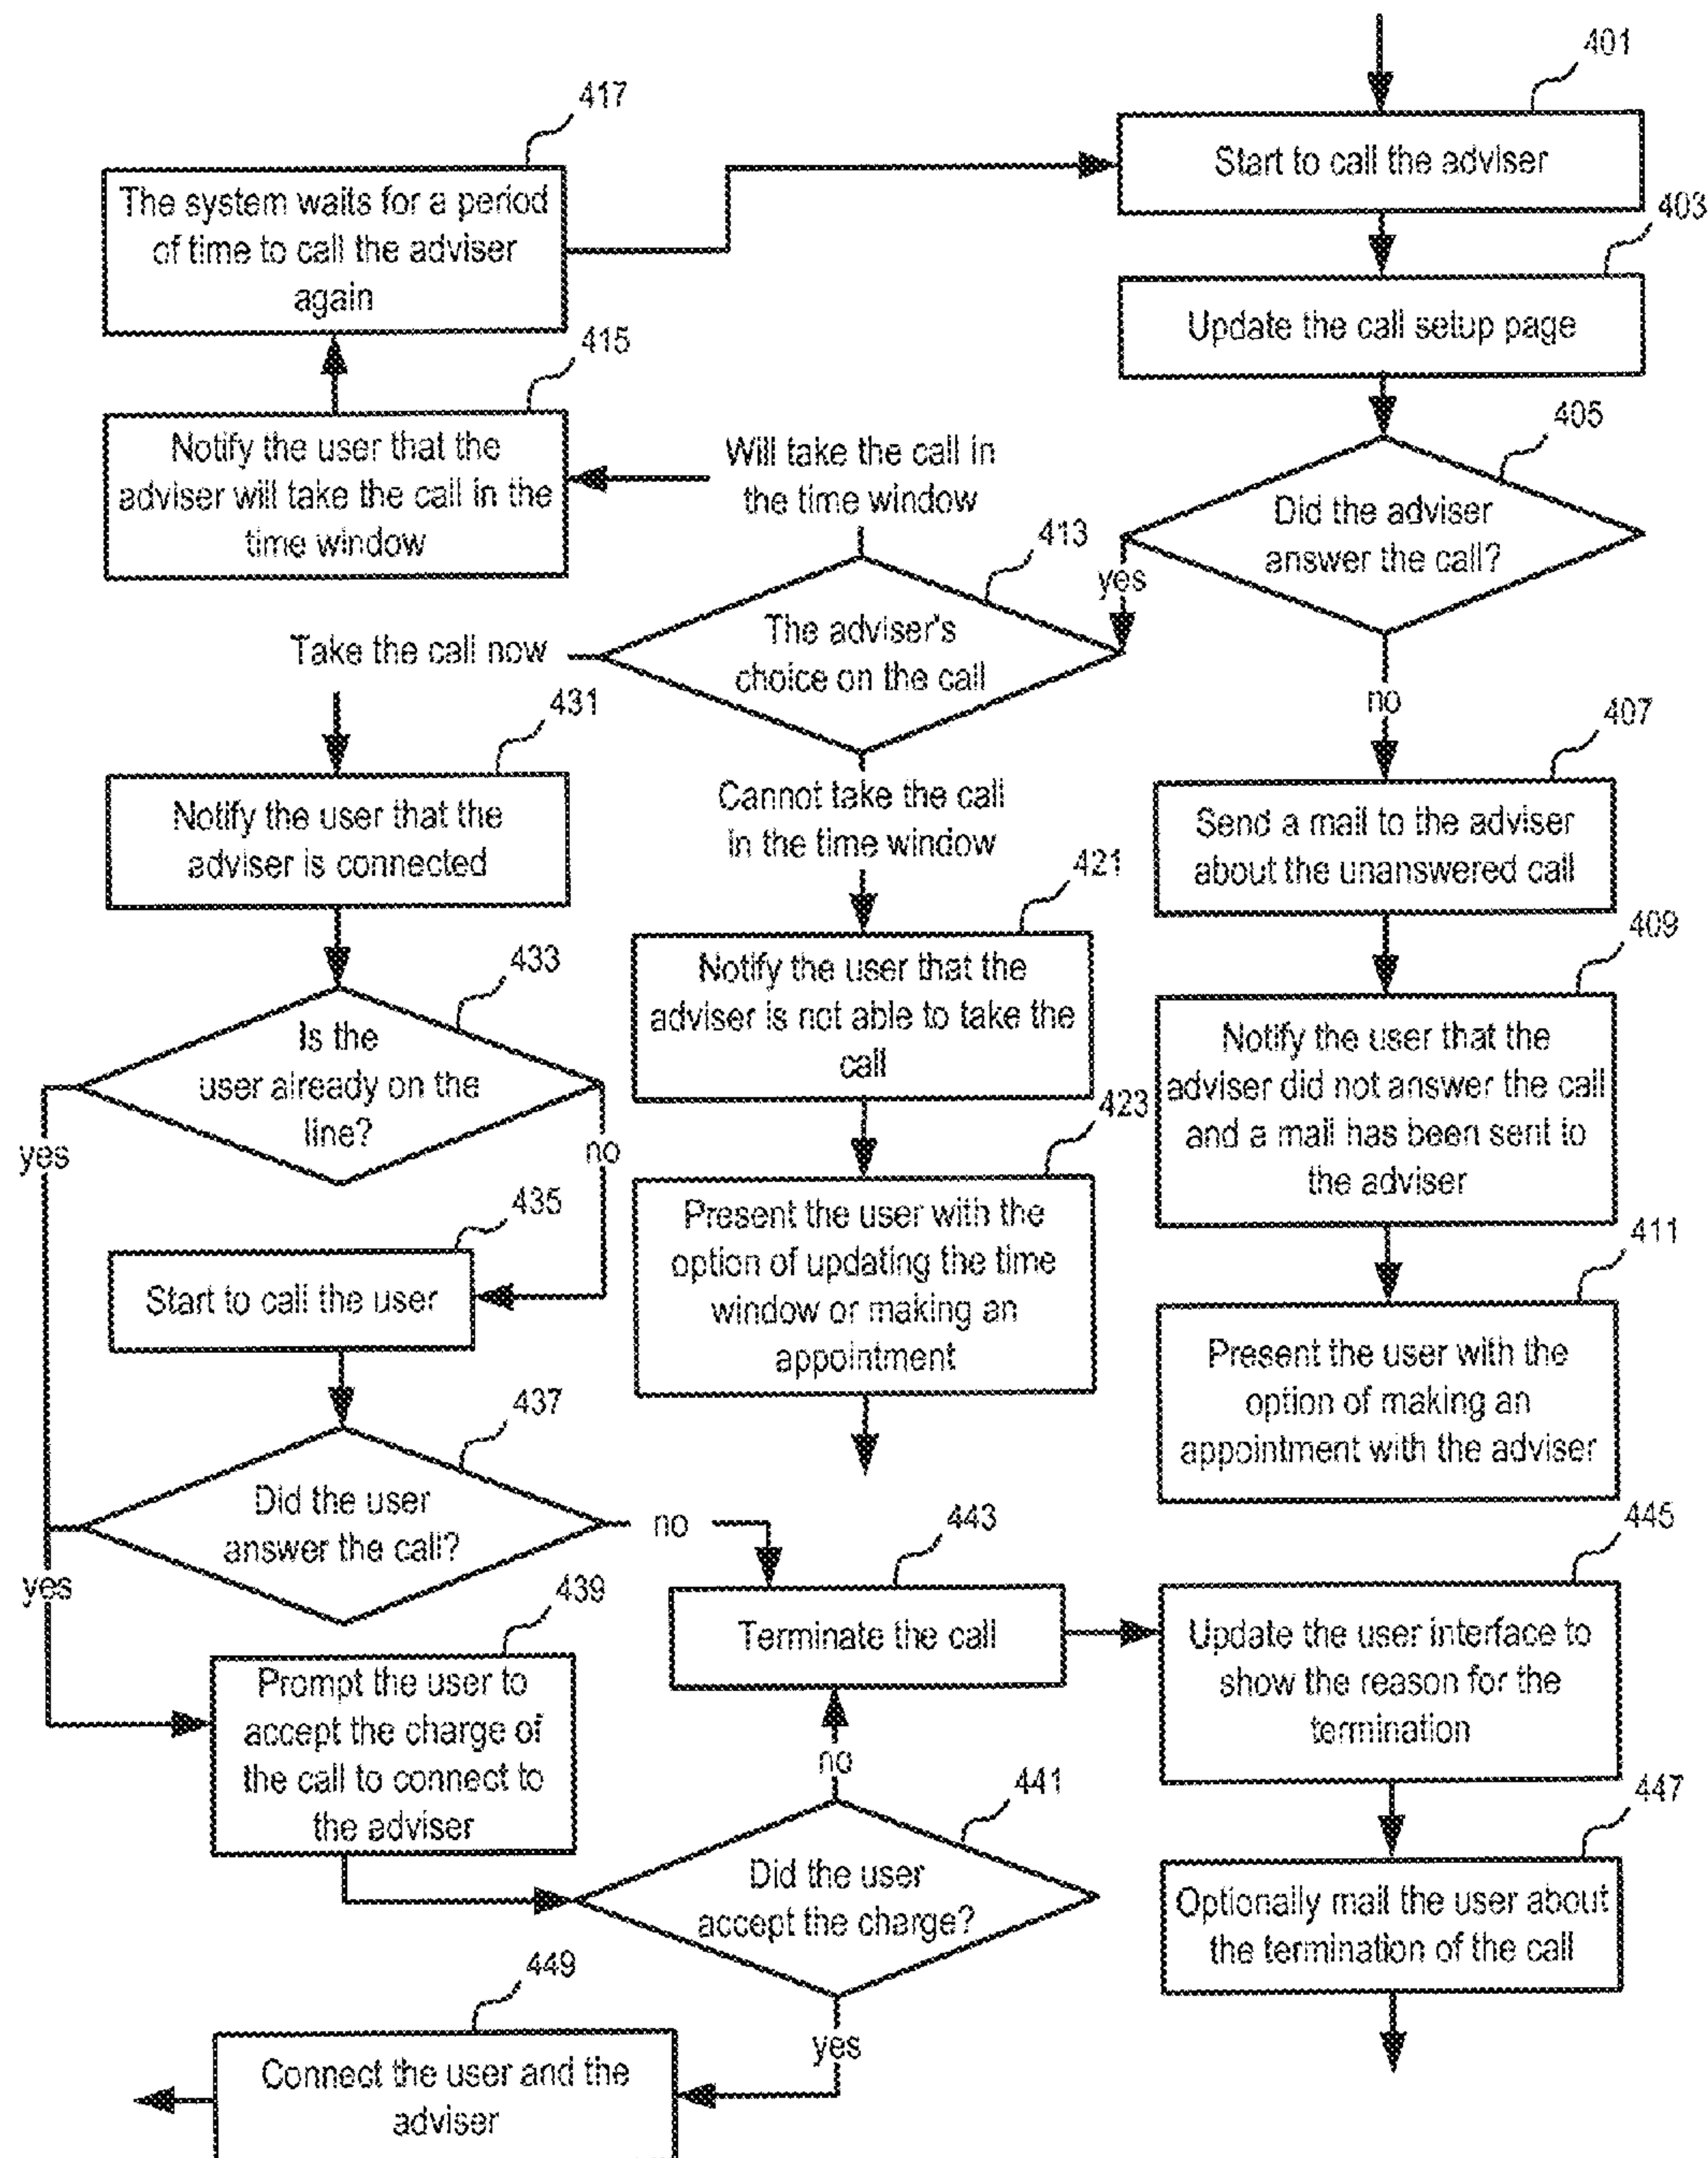 401
Start to call the adviser
403
Update the call setup page
405
Did the adviser
answer the call?
yes
no
407
Send a mail to the adviser
about the unanswered call
409
Notify the user that the
adviser did not answer the call
and a mail has been sent to
the adviser
411
Present the user with the
option of making an
appointment with the adviser
413
The adviser's
choice on the call
Will take the call in
the time window
415
Notify the user that the
adviser will take the call in the
time window
417
The system waits for a period
of time to call the adviser
again
Cannot take the call
in the time window
421
Notify the user that the
adviser is not able to take the
call
423
Present the user with the
option of updating the time
window or making an
appointment
Take the call now
431
Notify the user that the
adviser is connected
433
Is the
user already on the
line?
yes
no
435
Start to call the user
437
Did the user
answer the call?
yes
no
439
Prompt the user to
accept the charge of
the call to connect to
the adviser
441
Did the user
accept the charge?
no
yes
443
Terminate the call
445
Update the user interface to
show the reason for the
termination
447
Optionally mail the user about
the termination of the call
449
Connect the user and the
adviser